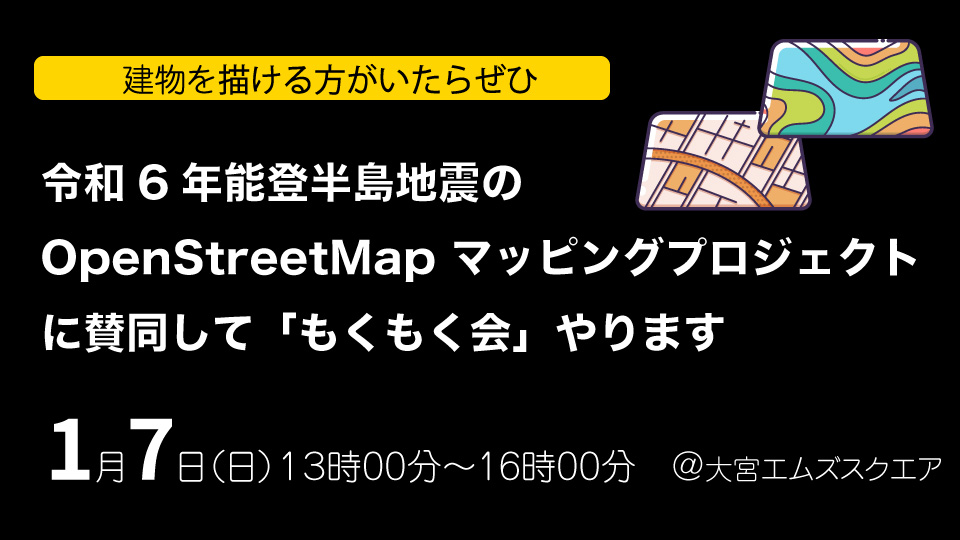 建物を描ける方がいたらぜひ
令和6年能登半島地震の
OpenStreetMap マッピングプロジェクト
に賛同して「もくもく会」やります
1月7日(日)13時00分〜16時00分 @大宮エムズスクエア